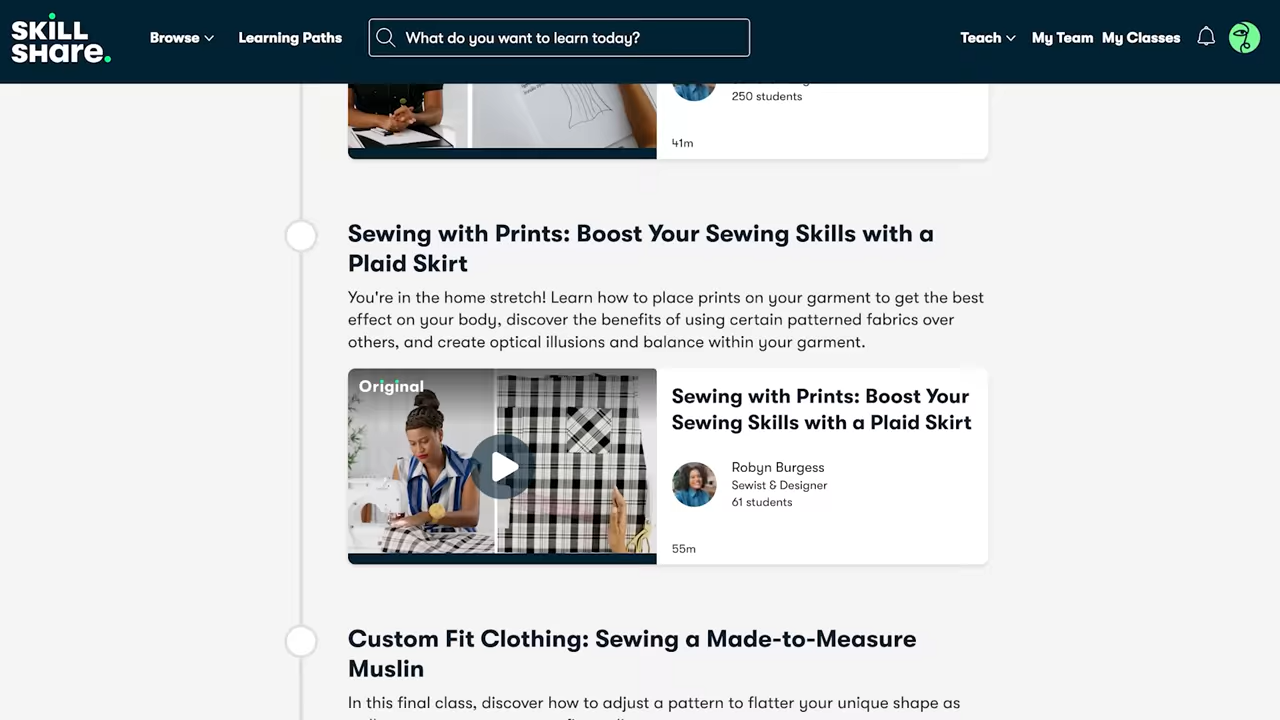 SKILL
SHARE.
Browse
Learning Paths
What do you want to learn today?
Teach
My Team
My Classes
250 students
41m
Sewing with Prints: Boost Your Sewing Skills with a
Plaid Skirt
You're in the home stretch! Learn how to place prints on your garment to get the best
effect on your body, discover the benefits of using certain patterned fabrics over
others, and create optical illusions and balance within your garment.
Original
Sewing with Prints: Boost Your
Sewing Skills with a Plaid Skirt
Robyn Burgess
Sewist & Designer
61 students
55m
Custom Fit Clothing: Sewing a Made-to-Measure
Muslin
In this final class, discover how to adjust a pattern to flatter your unique shape as